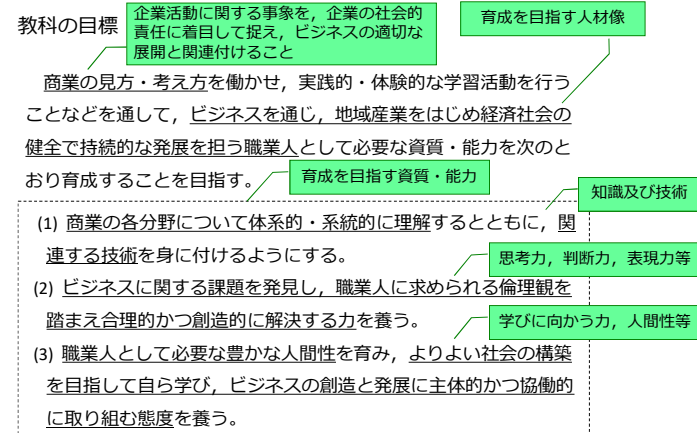 教科の目標
企業活動に関する事象を，企業の社会的
責任に着目して捉え，ビジネスの適切な
展開と関連付けること
育成を目指す人材像
商業の見方・考え方を働かせ，実践的・体験的な学習活動を行う
ことなどを通して，ビジネスを通じ，地域産業をはじめ経済社会の
健全で持続的な発展を担う職業人として必要な資質・能力を次のと
おり育成することを目指す。
育成を目指す資質・能力
知識及び技術
(1) 商業の各分野について体系的・系統的に理解するとともに，関
連する技術を身に付けるようにする。
思考力，判断力，表現力等
(2) ビジネスに関する課題を発見し，職業人に求められる倫理観を
踏まえ合理的かつ創造的に解決する力を養う。
学びに向かう力，人間性等
(3) 職業人として必要な豊かな人間性を育み，よりよい社会の構築
を目指して自ら学び，ビジネスの創造と発展に主体的かつ協働的
に取り組む態度を養う。